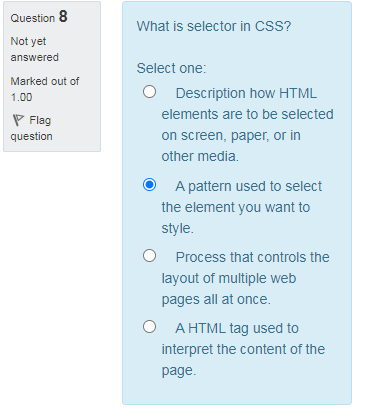 Question 8
Not yet
answered
Marked out of
1.00
Flag
question
What is selector in CSS?
Select one:
Description how HTML
elements are to be selected
on screen, paper, or in
other media.
A pattern used to select
the element you want to
style.
Process that controls the
layout of multiple web
pages all at once.
A HTML tag used to
interpret the content of the
page.